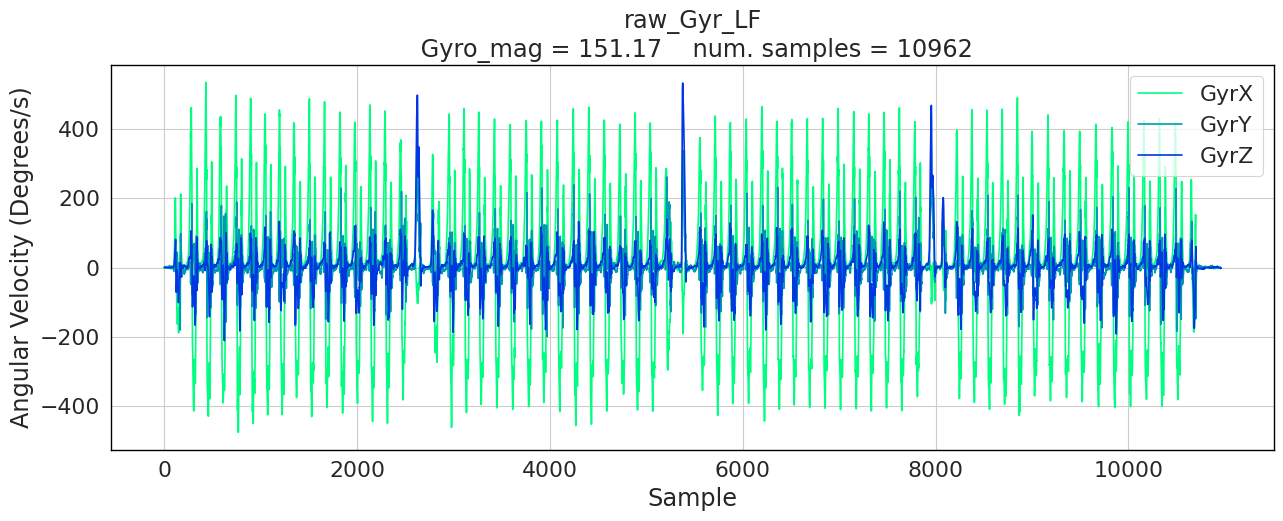 raw_Gyr_LF
Gyro_mag = 151.17    num. samples = 10962
Angular Velocity (Degrees/s)
400
200
0
−200
−400
GyrX
GyrY
GyrZ
0 2000 4000 6000 8000 10000
Sample